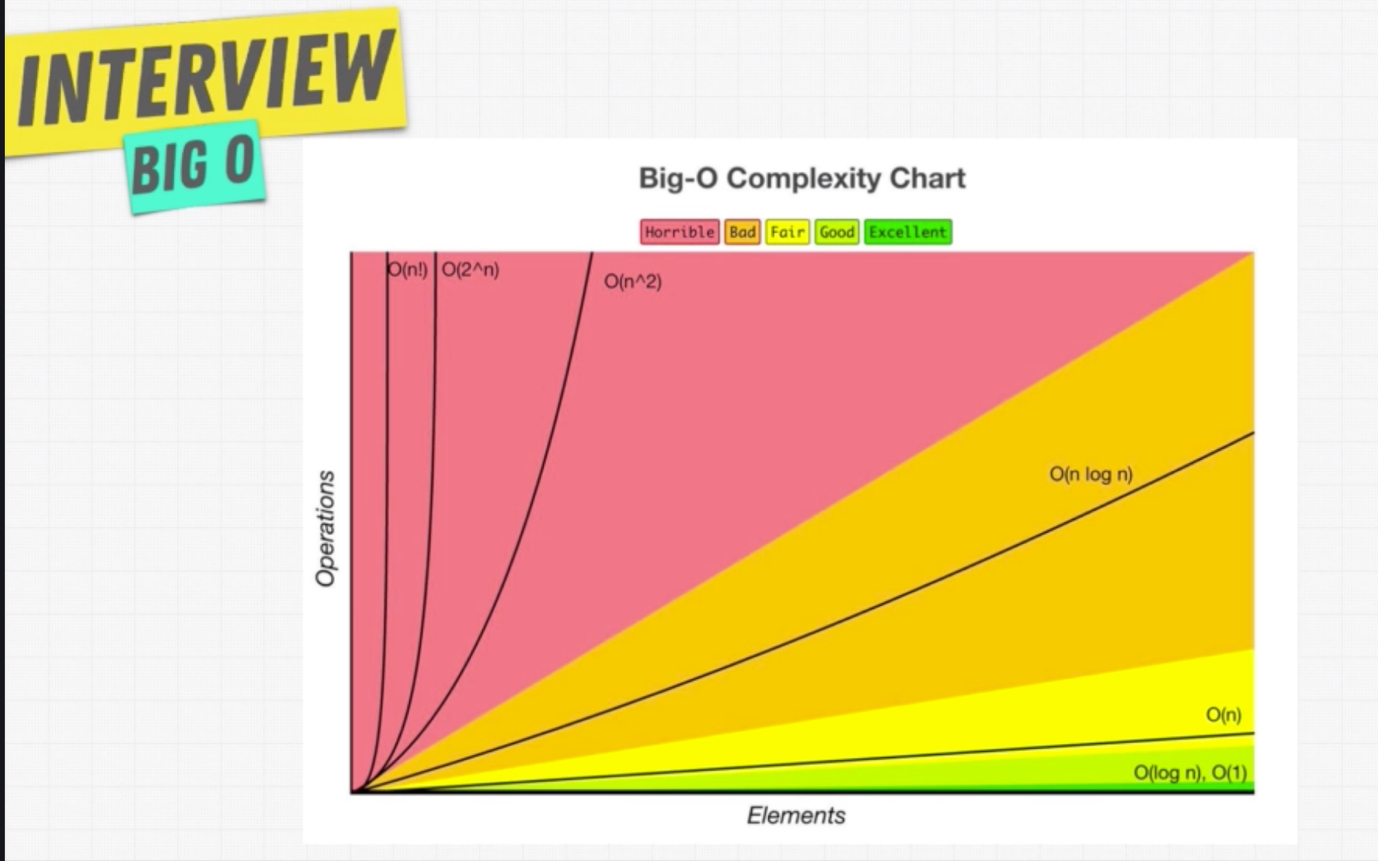 INTERVIEW
BIG O
Big-O Complexity Chart
Horrible Bad Fair Good Excellent
O(n!) O(2^n)
O(n^2)
O(n log n)
O(n)
O(log n), O(1)
Operations
Elements